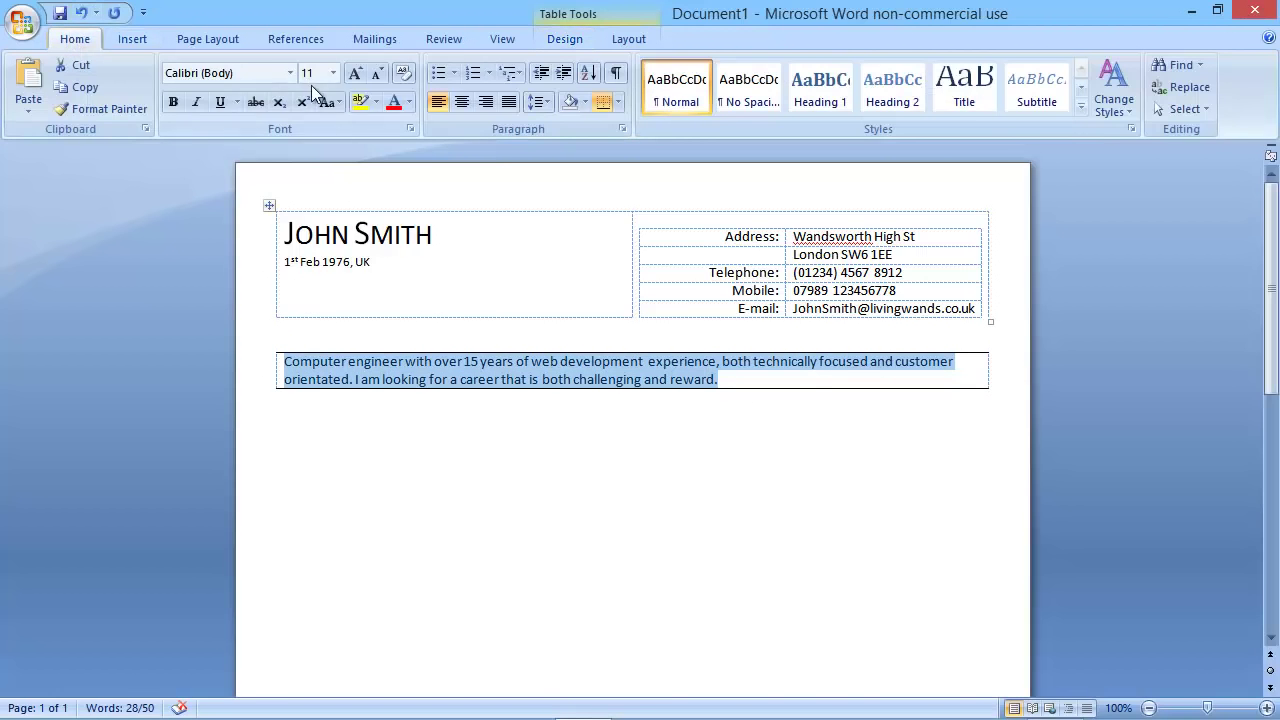 Table Tools
Document1 - Microsoft Word non-commercial use
Home Insert Page Layout References Mailings Review View Design Layout
Paste
Cut
Copy
Format Painter
Clipboard
Calibri (Body) 11
Font
Paragraph
AaBbCcDc AaBbCcDc AaBbCc AaBbCc AaB AaBbCc.
¶ Normal ¶ No Spaci... Heading 1 Heading 2 Title Subtitle
Change
Styles
Styles
Find
Replace
Select
Editing
JOHN SMITH
1st Feb 1976, UK
Address: Wandsworth High St
London SW6 1EE
Telephone: (01234) 4567 8912
Mobile: 07989 123456778
E-mail: JohnSmith@livingwands.co.uk
Computer engineer with over 15 years of web development experience, both technically focused and customer
orientated. I am looking for a career that is both challenging and reward.
Page: 1 of 1 Words: 28/50 100%